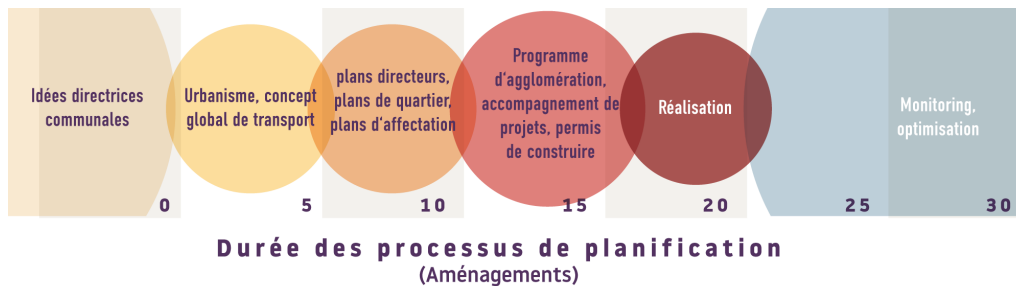 Idées directrices
communales
Urbanisme, concept
global de transport
plans directeurs,
plans de quartier,
plans d'affectation
Programme
d'agglomération,
accompagnement de
projets, permis
de construire
Réalisation
Monitoring,
optimisation
0
5
10
15
20
25
30
Durée des processus de planification
(Aménagements)